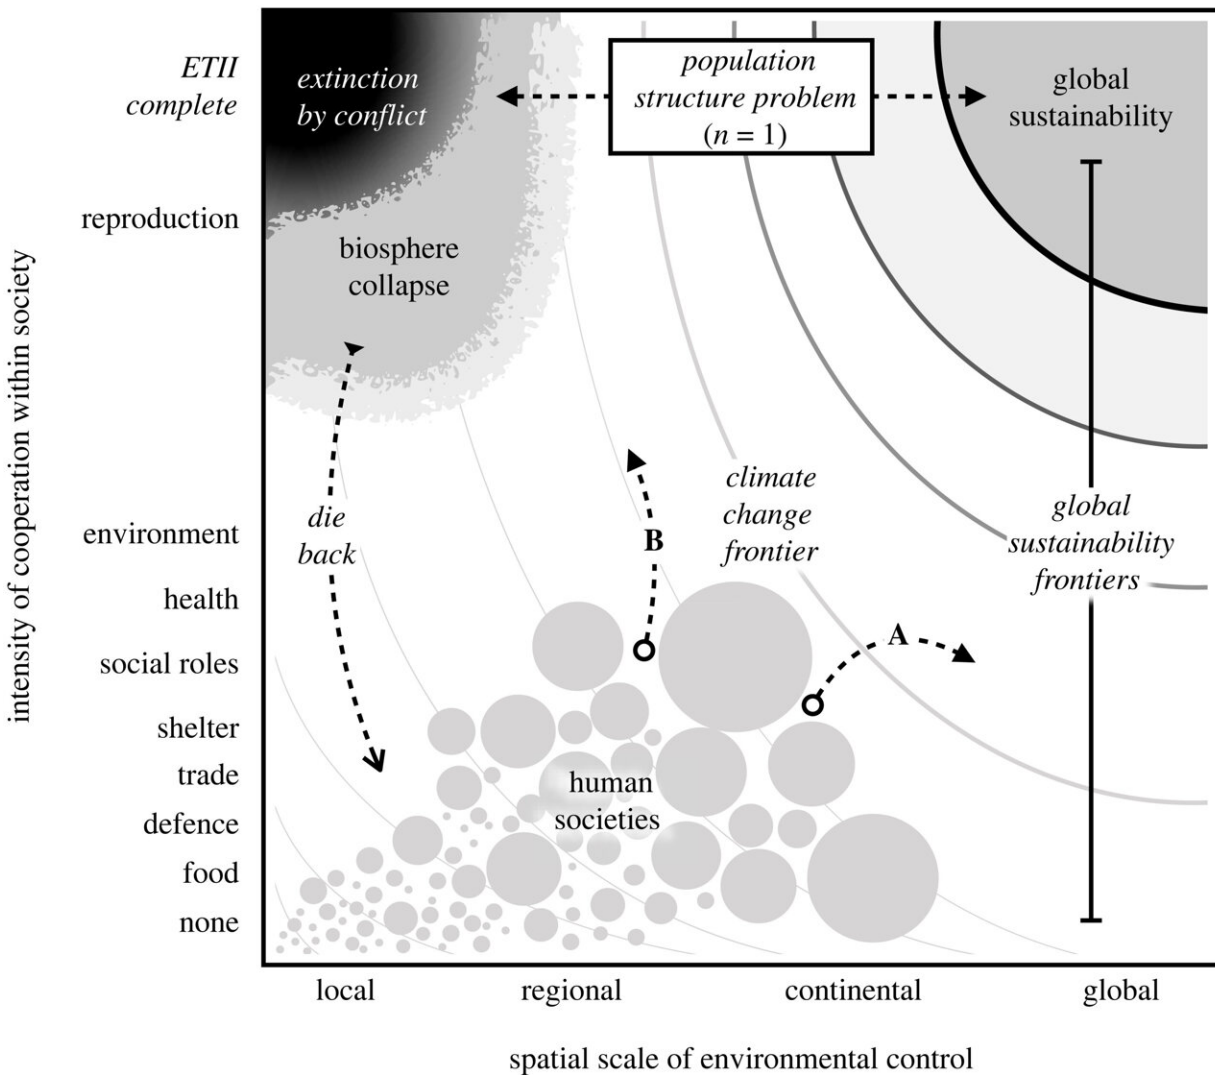 ETII
complete
reproduction
environment
health
social roles
shelter
trade
defence
food
none
intensity of cooperation within society
extinction
by conflict
biosphere
collapse
population
structure problem
(n = 1)
global
sustainability
die
back
B
climate
change
frontier
A
global
sustainability
frontiers
human
societies
local
regional
continental
global
spatial scale of environmental control